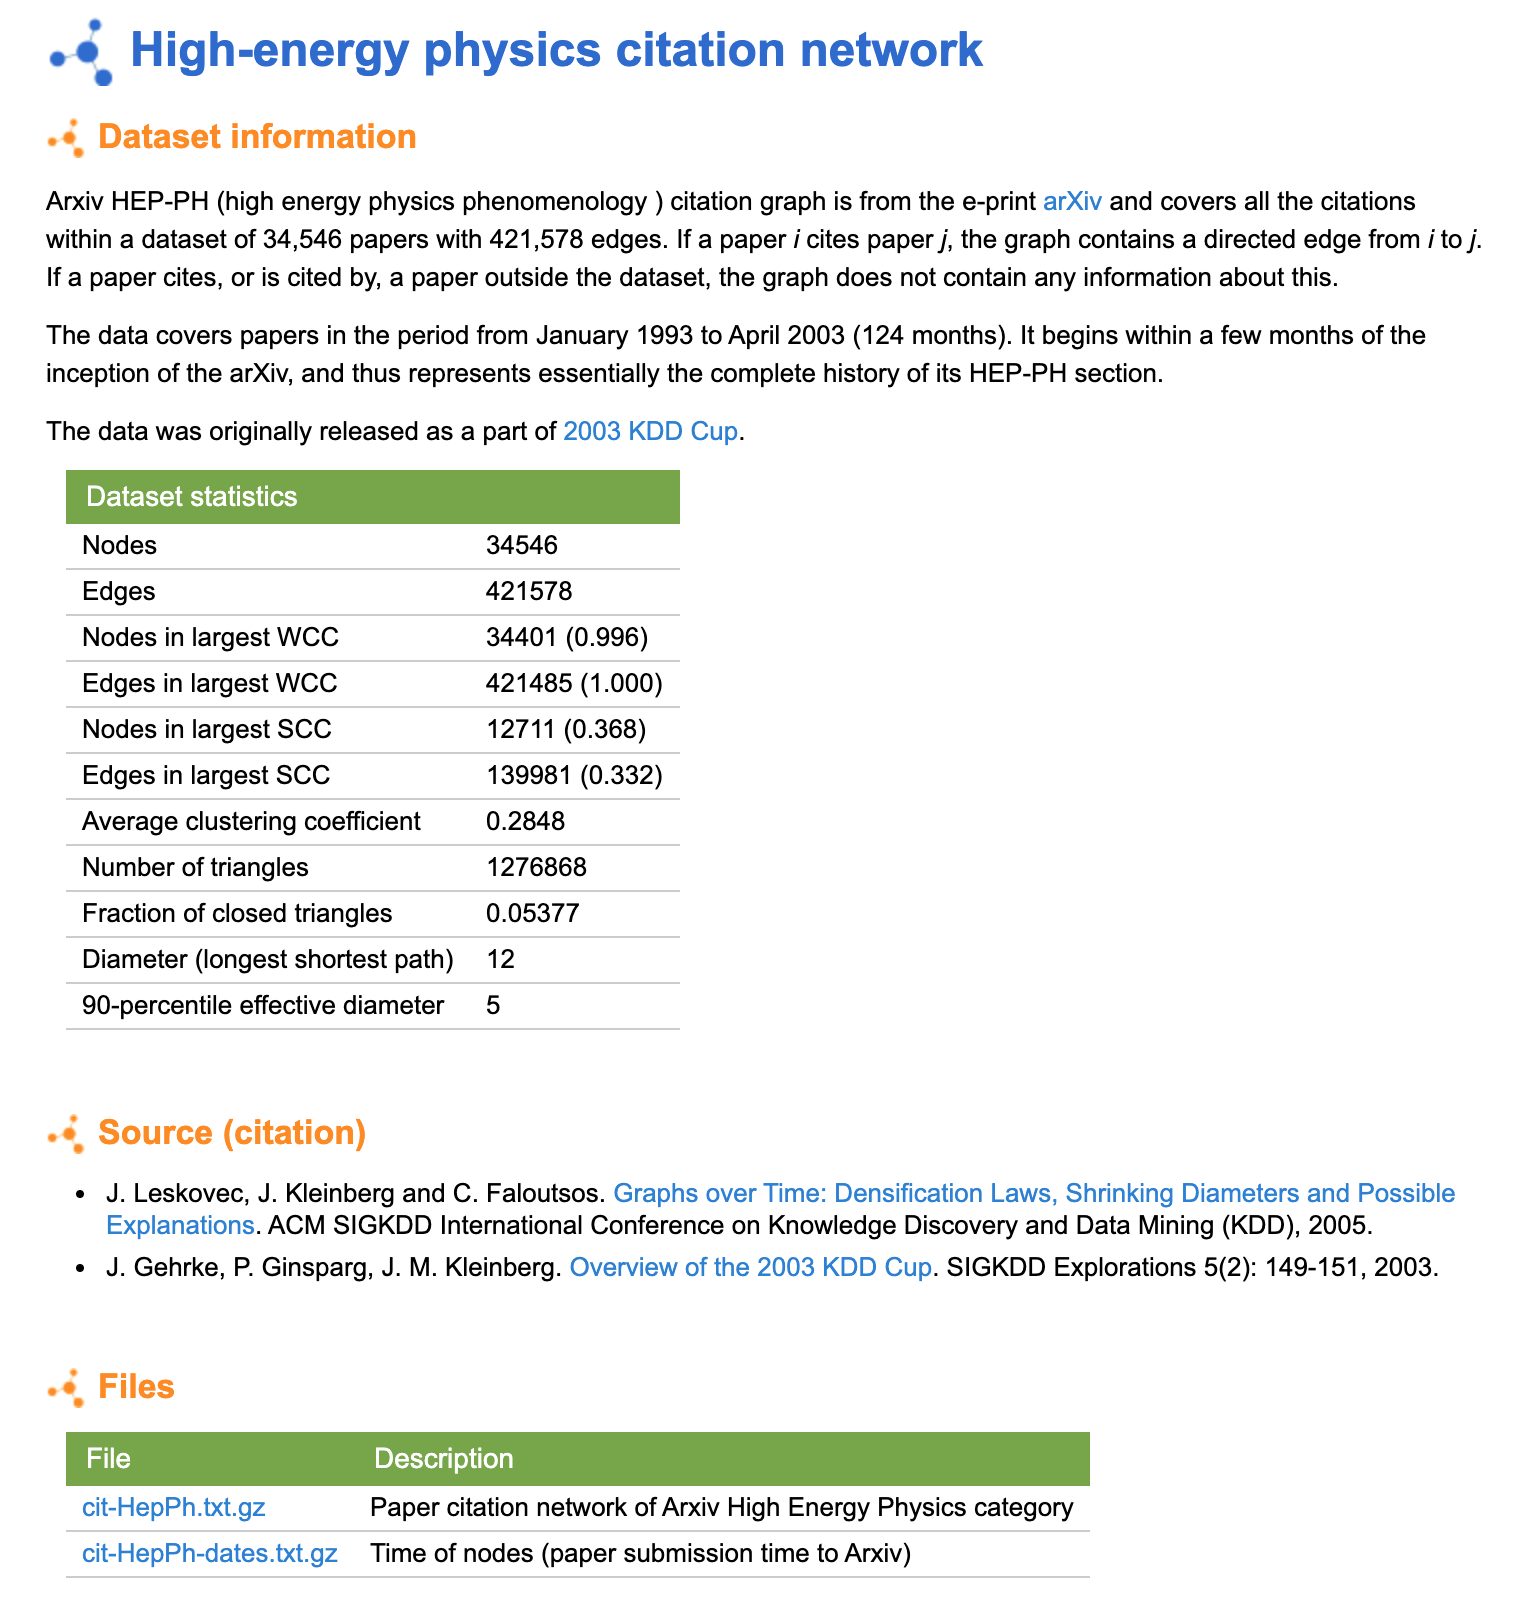 High-energy physics citation network
Dataset information
Arxiv HEP-PH (high energy physics phenomenology ) citation graph is from the e-print arXiv and covers all the citations
within a dataset of 34,546 papers with 421,578 edges. If a paper i cites paper j, the graph contains a directed edge from i to j.
If a paper cites, or is cited by, a paper outside the dataset, the graph does not contain any information about this.
The data covers papers in the period from January 1993 to April 2003 (124 months). It begins within a few months of the
inception of the arXiv, and thus represents essentially the complete history of its HEP-PH section.
The data was originally released as a part of 2003 KDD Cup.
Dataset statistics
Nodes 34546
Edges 421578
Nodes in largest WCC 34401 (0.996)
Edges in largest WCC 421485 (1.000)
Nodes in largest SCC 12711 (0.368)
Edges in largest SCC 139981 (0.332)
Average clustering coefficient 0.2848
Number of triangles 1276868
Fraction of closed triangles 0.05377
Diameter (longest shortest path) 12
90-percentile effective diameter 5
Source (citation)
• J. Leskovec, J. Kleinberg and C. Faloutsos. Graphs over Time: Densification Laws, Shrinking Diameters and Possible
Explanations. ACM SIGKDD International Conference on Knowledge Discovery and Data Mining (KDD), 2005.
• J. Gehrke, P. Ginsparg, J. M. Kleinberg. Overview of the 2003 KDD Cup. SIGKDD Explorations 5(2): 149-151, 2003.
Files
File Description
cit-HepPh.txt.gz Paper citation network of Arxiv High Energy Physics category
cit-HepPh-dates.txt.gz Time of nodes (paper submission time to Arxiv)